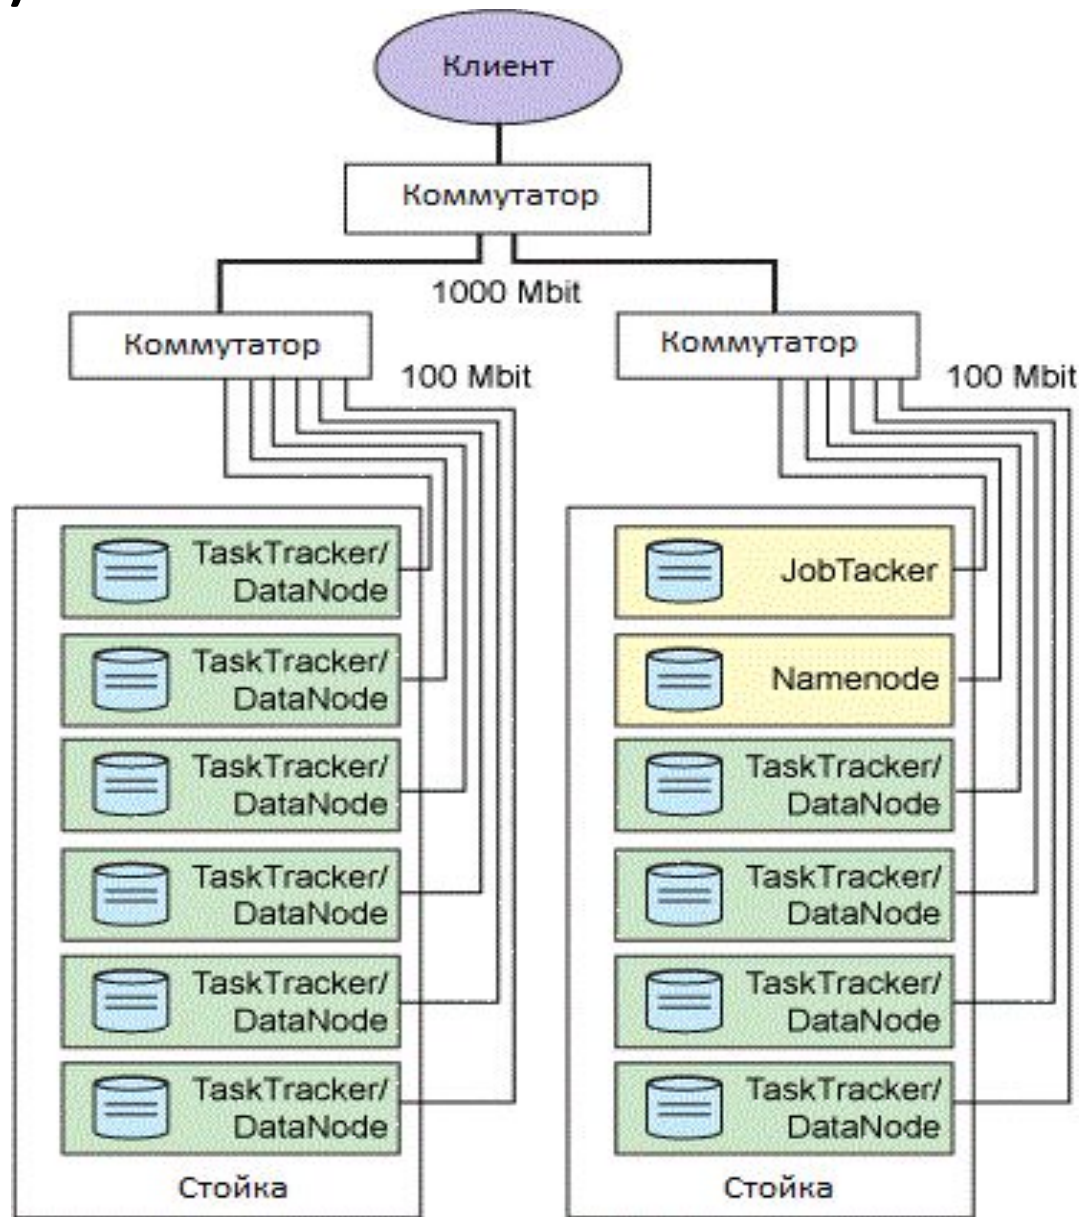 Клиент
Коммутатор
1000 Mbit
Коммутатор
100 Mbit
Коммутатор
100 Mbit
TaskTracker/
DataNode
TaskTracker/
DataNode
TaskTracker/
DataNode
TaskTracker/
DataNode
TaskTracker/
DataNode
TaskTracker/
DataNode
Стойка
JobTacker
Namenode
TaskTracker/
DataNode
TaskTracker/
DataNode
TaskTracker/
DataNode
TaskTracker/
DataNode
Стойка